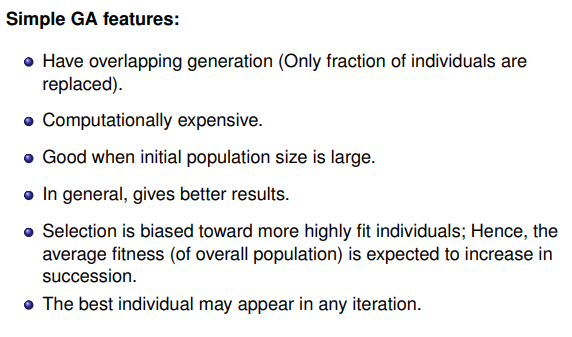 Simple GA features:
Have overlapping generation (Only fraction of individuals are
replaced).
Computationally expensive.
Good when initial population size is large.
In general, gives better results.
Selection is biased toward more highly fit individuals; Hence, the
average fitness (of overall population) is expected to increase in
succession.
The best individual may appear in any iteration.